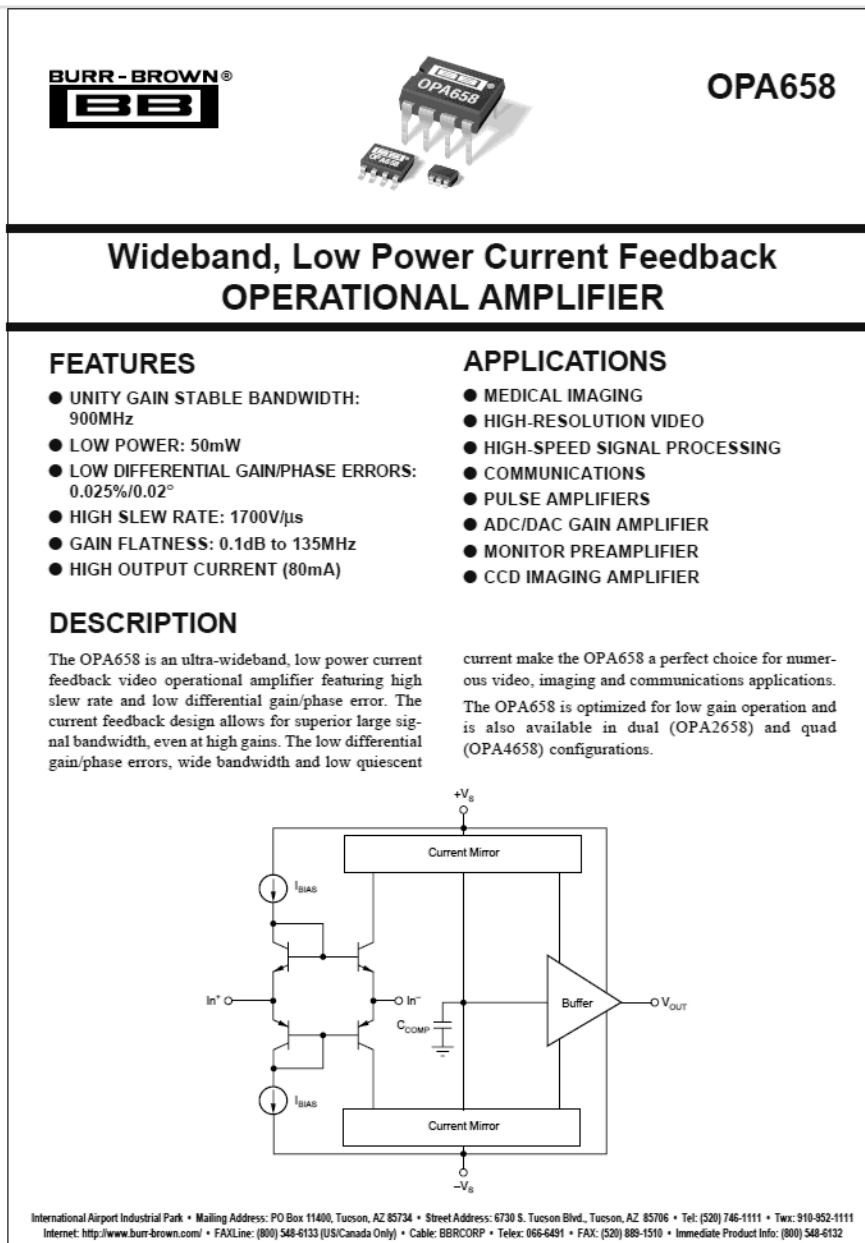 BURR-BROWN®
BB
OPA658
OPA658
OPA658
Wideband, Low Power Current Feedback
OPERATIONAL AMPLIFIER
FEATURES
● UNITY GAIN STABLE BANDWIDTH:
900MHz
● LOW POWER: 50mW
● LOW DIFFERENTIAL GAIN/PHASE ERRORS:
0.025%/0.02°
● HIGH SLEW RATE: 1700V/µs
● GAIN FLATNESS: 0.1dB to 135MHz
● HIGH OUTPUT CURRENT (80mA)
APPLICATIONS
● MEDICAL IMAGING
● HIGH-RESOLUTION VIDEO
● HIGH-SPEED SIGNAL PROCESSING
● COMMUNICATIONS
● PULSE AMPLIFIERS
● ADC/DAC GAIN AMPLIFIER
● MONITOR PREAMPLIFIER
● CCD IMAGING AMPLIFIER
DESCRIPTION
The OPA658 is an ultra-wideband, low power current
feedback video operational amplifier featuring high
slew rate and low differential gain/phase error. The
current feedback design allows for superior large sig-
nal bandwidth, even at high gains. The low differential
gain/phase errors, wide bandwidth and low quiescent
current make the OPA658 a perfect choice for numer-
ous video, imaging and communications applications.
The OPA658 is optimized for low gain operation and
is also available in dual (OPA2658) and quad
(OPA4658) configurations.
+VS
Current Mirror
IBIAS
In+
In–
Buffer
VOUT
CCOMP
IBIAS
Current Mirror
–VS
International Airport Industrial Park • Mailing Address: PO Box 11400, Tucson, AZ 85734 • Street Address: 6730 S. Tucson Blvd., Tucson, AZ 85706 • Tel: (520) 746-1111 • Twx: 910-952-1111
Internet: http://www.burr-brown.com/ • FAXLine: (800) 548-6133 (US/Canada Only) • Cable: BBRCORP • Telex: 066-6491 • FAX: (520) 889-1510 • Immediate Product Info: (800) 548-6132